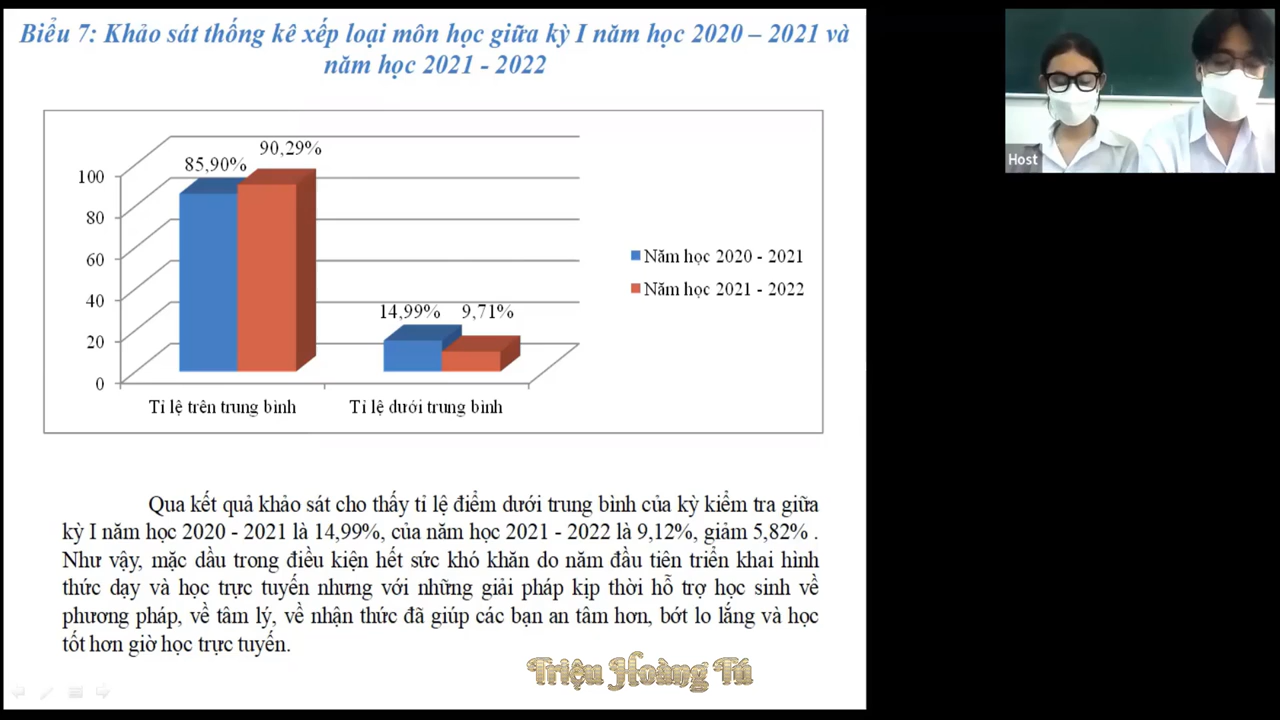 Biểu 7: Khảo sát thống kê xếp loại môn học giữa kỳ I năm học 2020 – 2021 và
năm học 2021 - 2022
85,90%
90,29%
100
80
60
40
20
0
14,99%
9,71%
Năm học 2020 - 2021
Năm học 2021 - 2022
Tỉ lệ trên trung bình
Tỉ lệ dưới trung bình
Qua kết quả khảo sát cho thấy tỉ lệ điểm dưới trung bình của kỳ kiểm tra giữa
kỳ I năm học 2020 - 2021 là 14,99%, của năm học 2021 - 2022 là 9,12%, giảm 5,82% .
Như vậy, mặc dầu trong điều kiện hết sức khó khăn do năm đầu tiên triển khai hình
thức dạy và học trực tuyến nhưng với những giải pháp kịp thời hỗ trợ học sinh về
phương pháp, về tâm lý, về nhận thức đã giúp các bạn an tâm hơn, bớt lo lắng và học
tốt hơn giờ học trực tuyến.
Triệu Hoàng Tú
Host